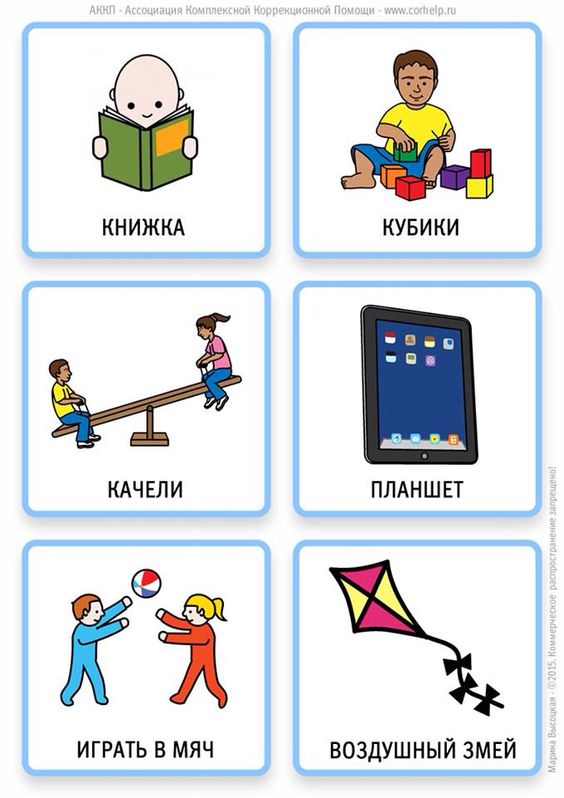 АККП - Ассоциация Комплексной Коррекционной Помощи - www.corhelp.ru
КНИЖКА
КУБИКИ
КАЧЕЛИ
ПЛАНШЕТ
ИГРАТЬ В МЯЧ
ВОЗДУШНЫЙ ЗМЕЙ
Марина Высоцкая - ©2015. Коммерческое распространение запрещено!